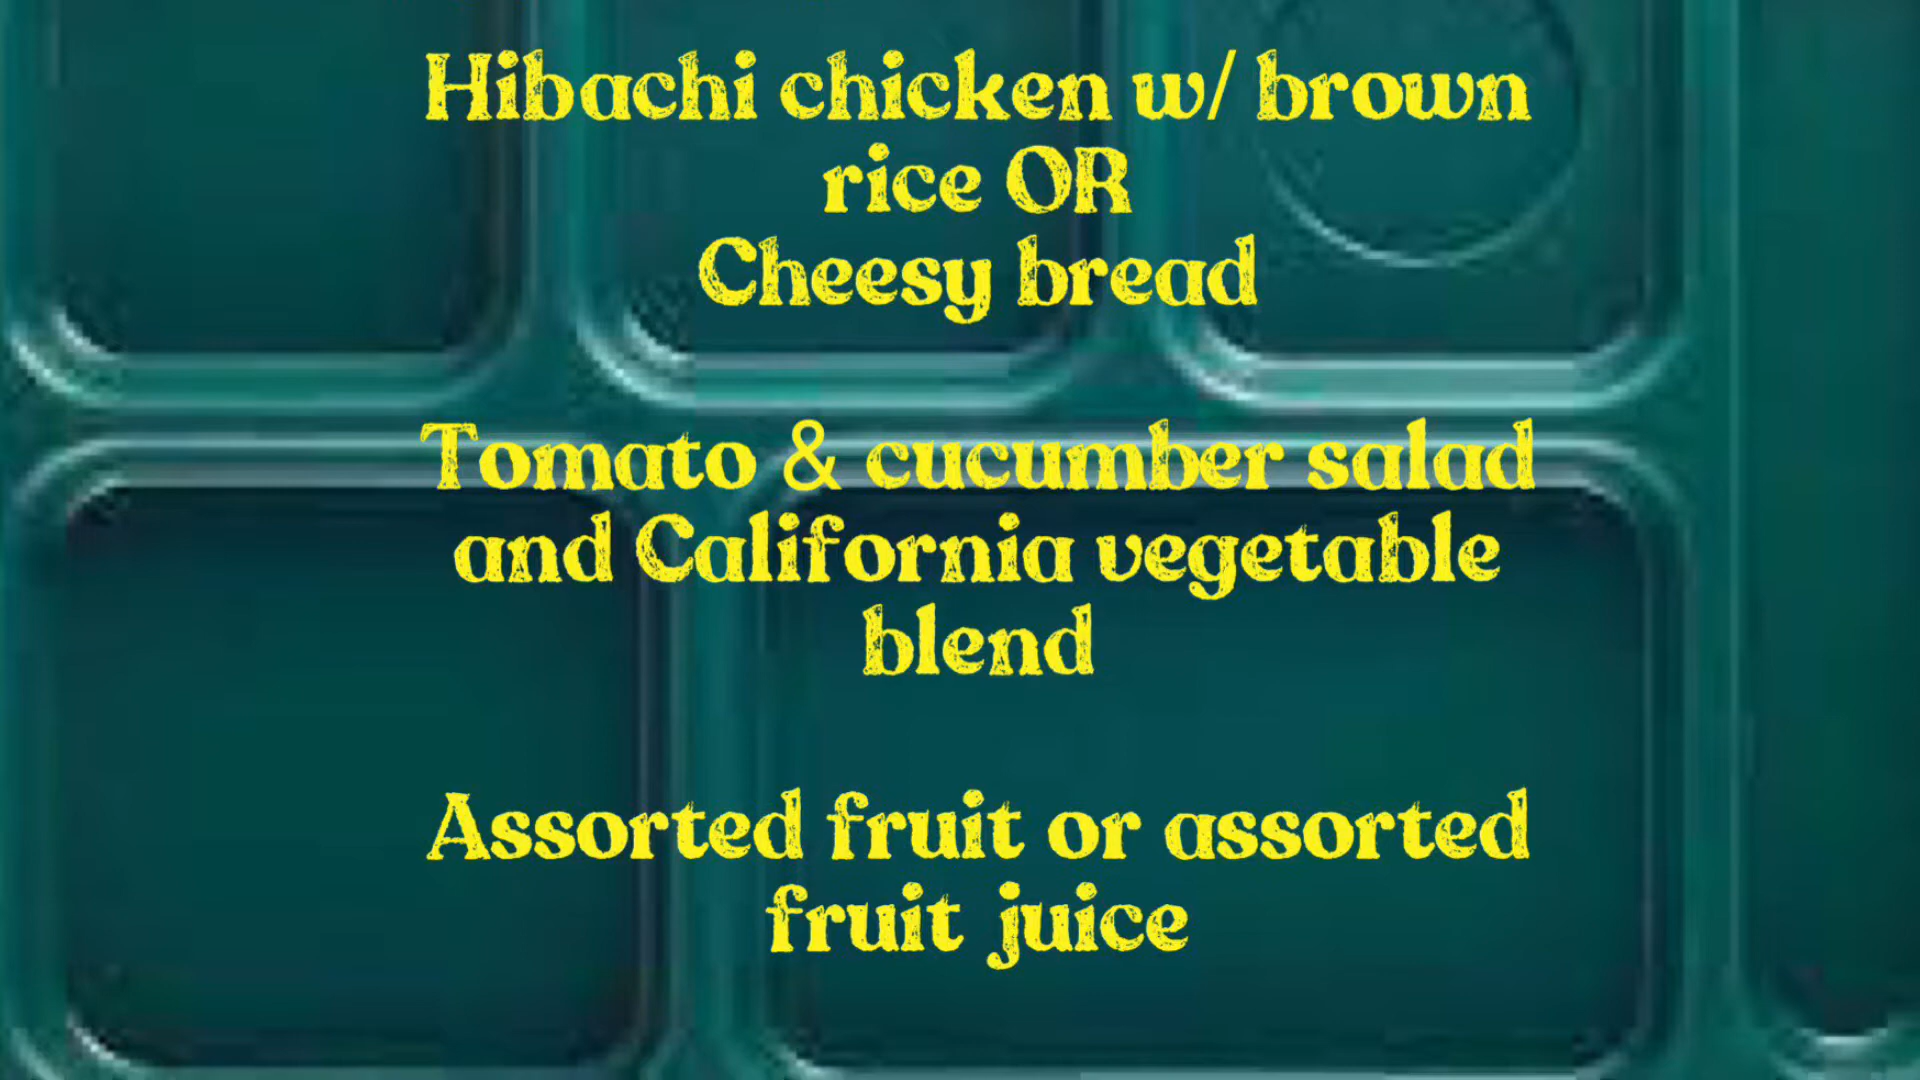 Hibachi chicken w/ brown
rice OR
Cheesy bread
Tomato & cucumber salad
and California vegetable
blend
Assorted fruit or assorted
fruit juice